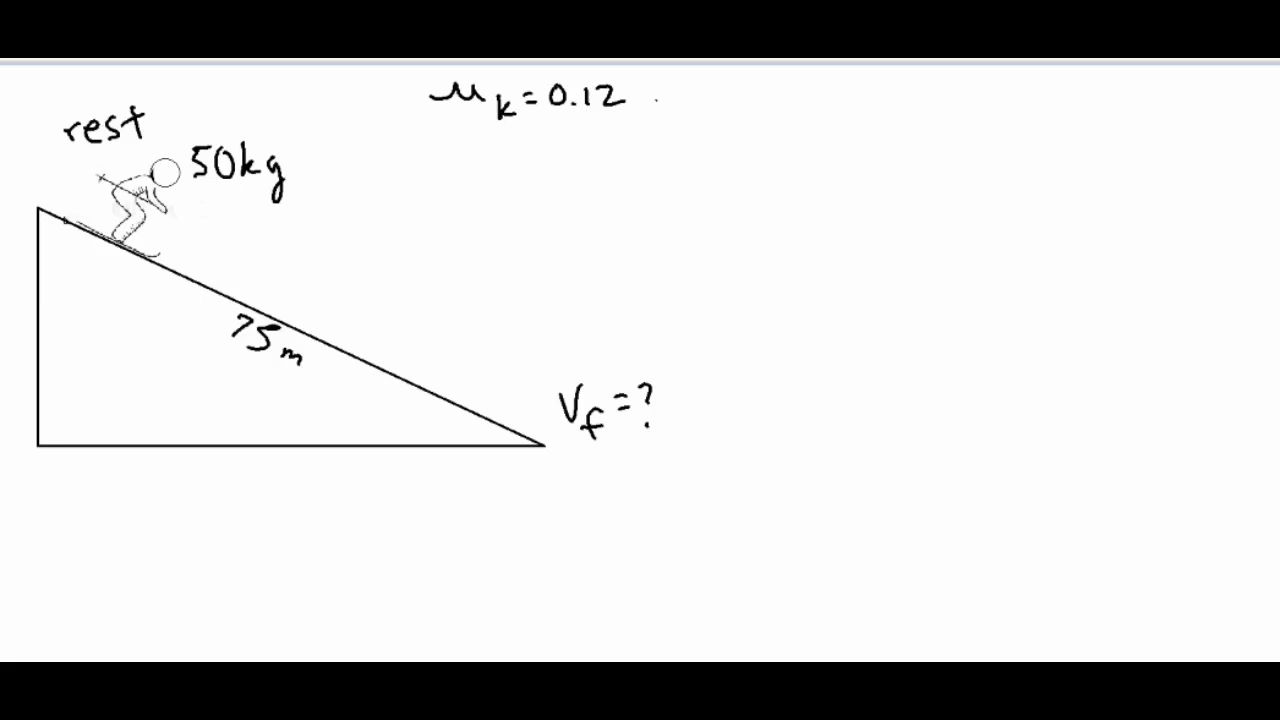 μk = 0.12
rest
50kg
75m
Vf = ?